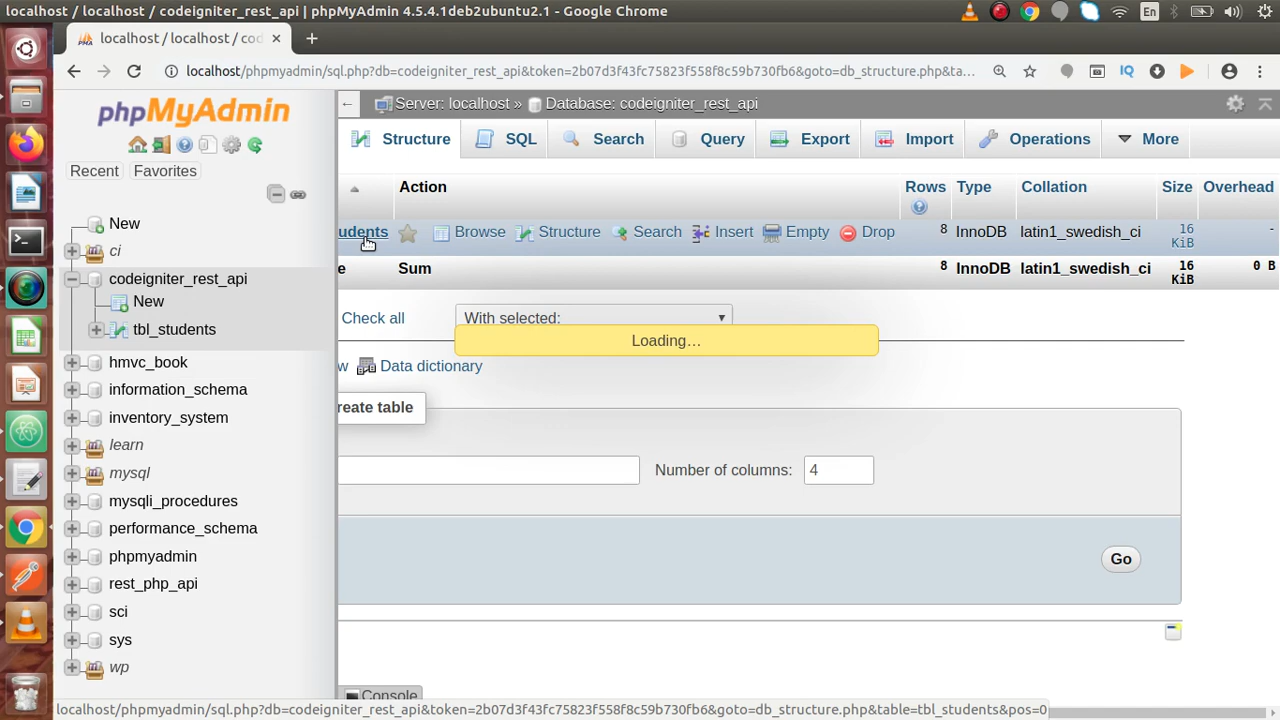 localhost / localhost / codeigniter_rest_api | phpMyAdmin 4.5.4.1deb2ubuntu2.1 - Google Chrome
En
localhost / localhost / cod
localhost/phpmyadmin/sql.php?db=codeigniter_rest_api&token=2b07d3f43fc75823f558f8c59b730fb6&goto=db_structure.php&ta...
IQ
phpMyAdmin
Recent
Favorites
New
ci
codeigniter_rest_api
New
tbl_students
hmvc_book
information_schema
inventory_system
learn
mysql
mysqli_procedures
performance_schema
phpmyadmin
rest_php_api
sci
sys
wp
Server: localhost » Database: codeigniter_rest_api
Structure SQL Search Query Export Import Operations More
Action Rows Type Collation Size Overhead
udents Browse Structure Search Insert Empty Drop 8 InnoDB latin1_swedish_ci 16 KiB -
e Sum 8 InnoDB latin1_swedish_ci 16 KiB 0 B
Check all With selected:
Loading...
w Data dictionary
reate table
Number of columns: 4
Go
Console
localhost/phpmyadmin/sql.php?db=codeigniter_rest_api&token=2b07d3f43fc75823f558f8c59b730fb6&goto=db_structure.php&table=tbl_students&pos=0